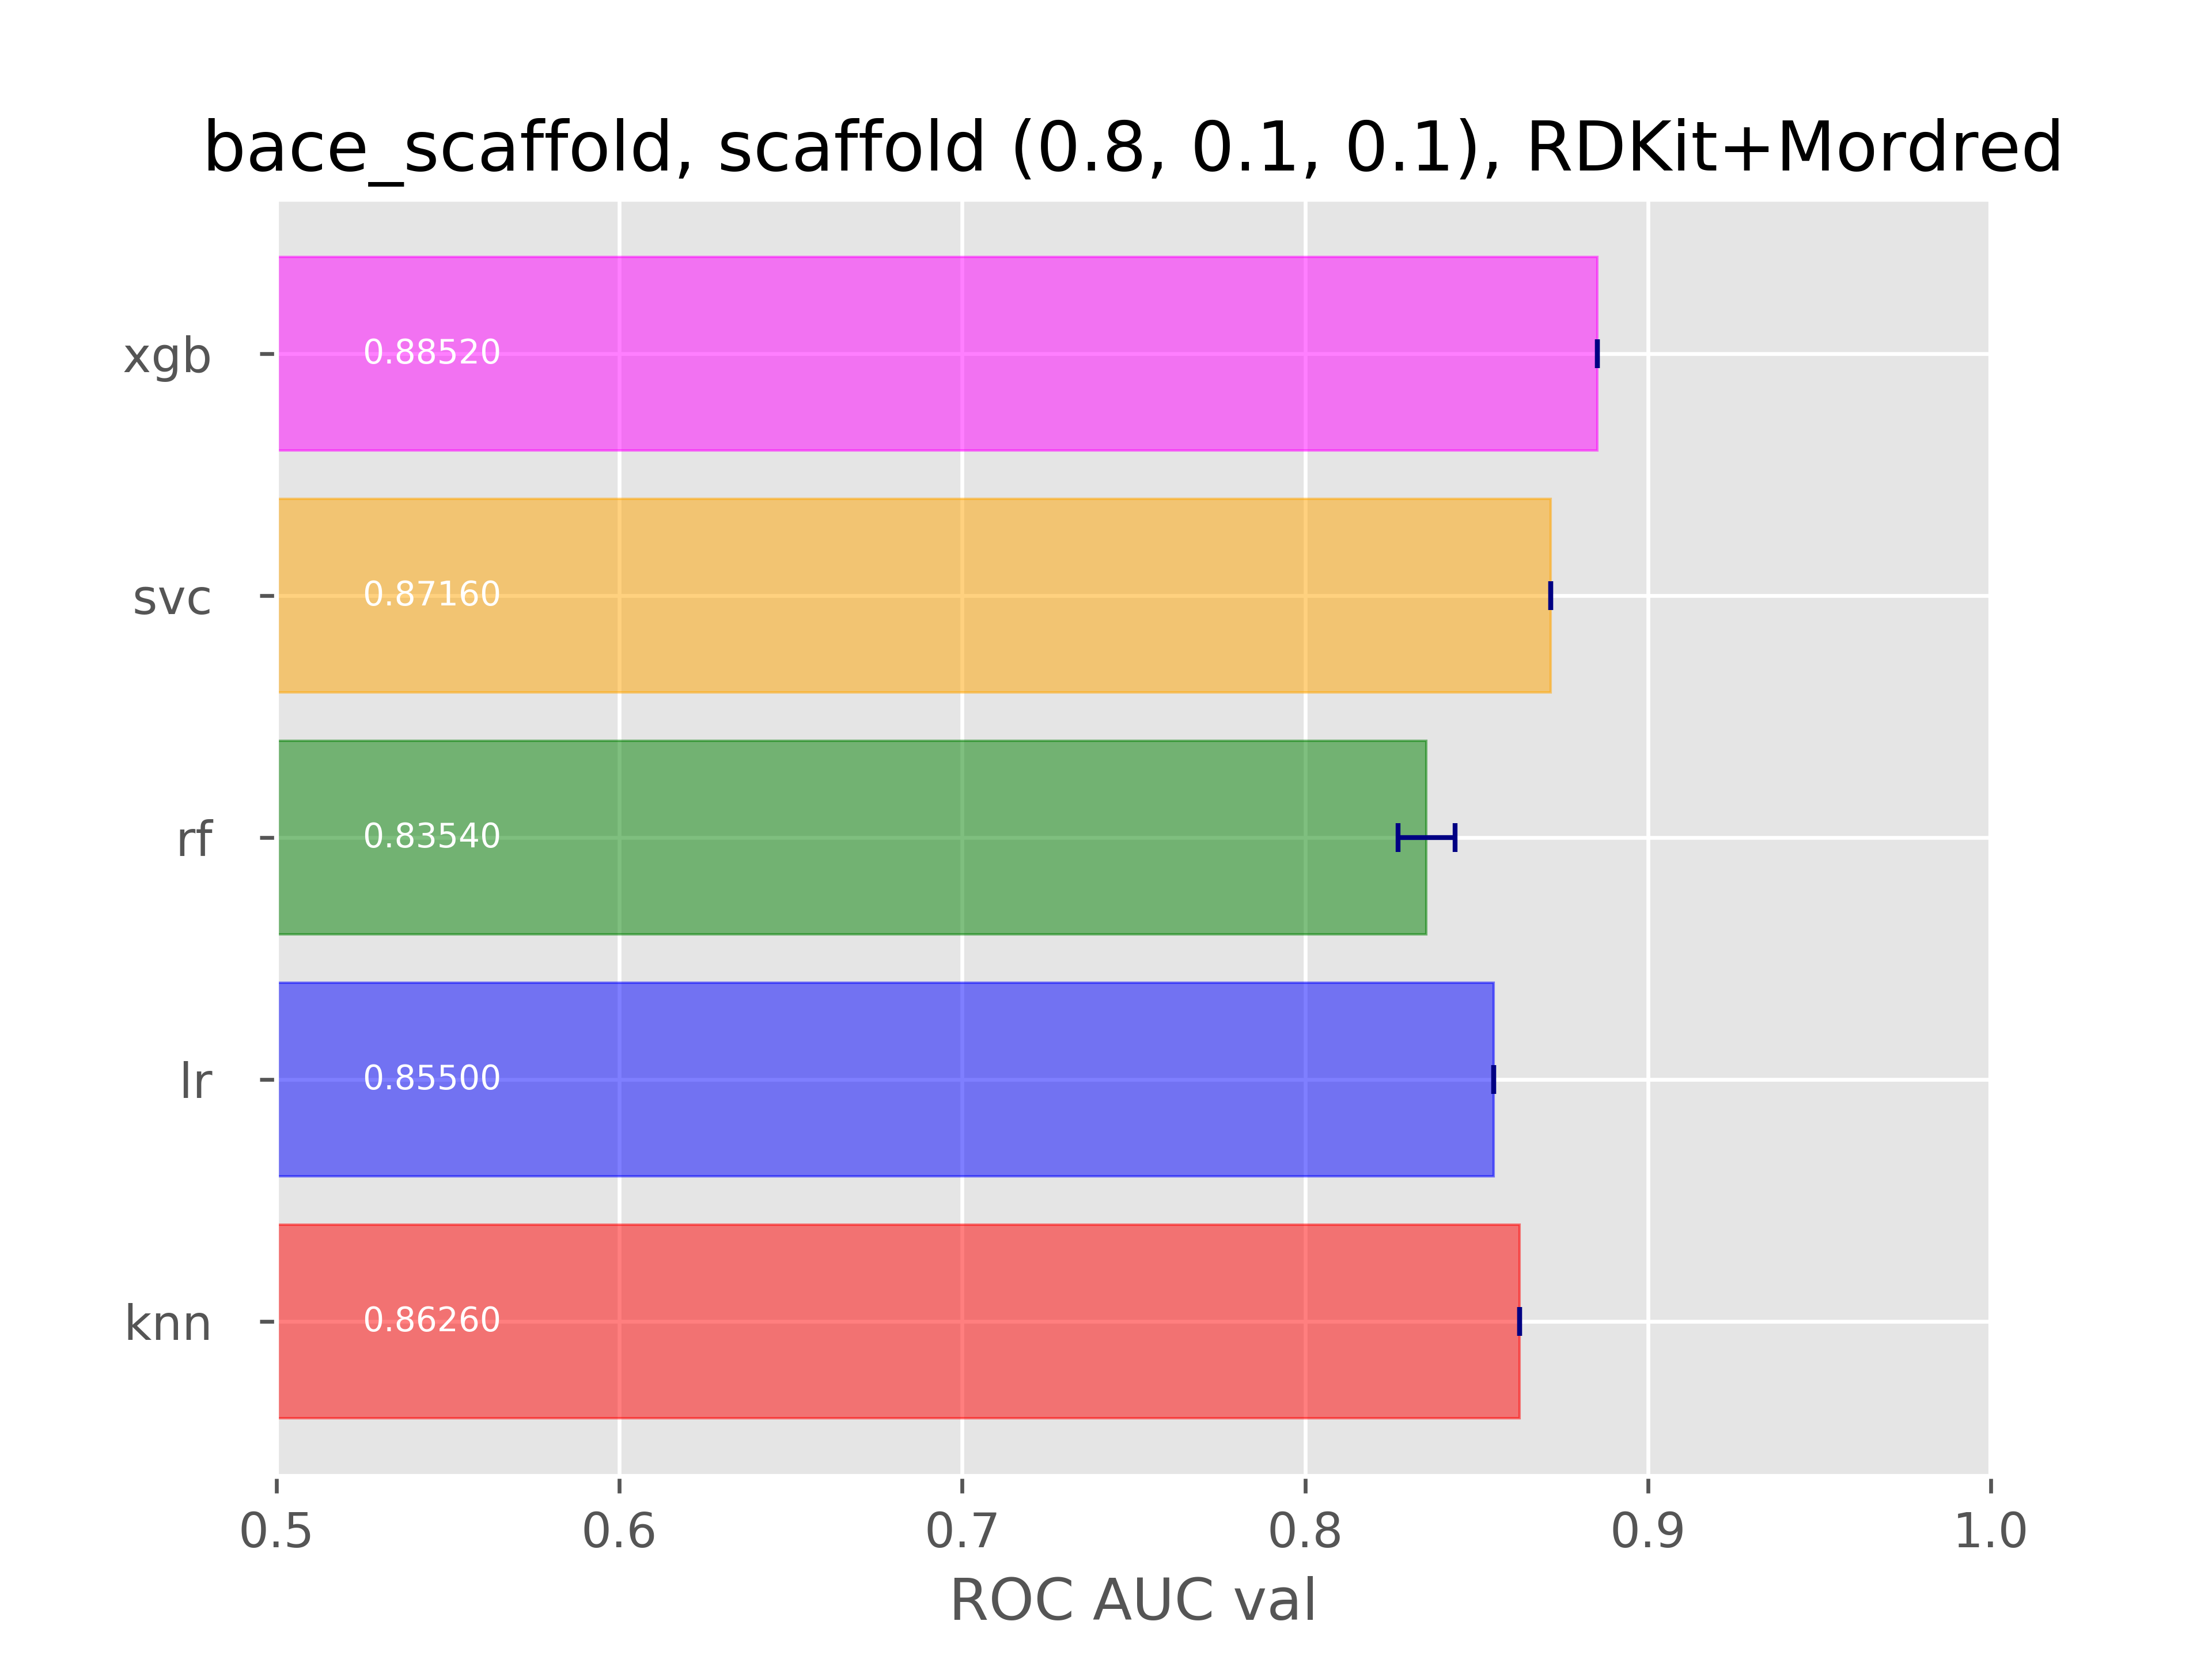 bace_scaffold, scaffold (0.8, 0.1, 0.1), RDKit+Mordred
xgb
0.88520
svc
0.87160
rf
0.83540
lr
0.85500
knn
0.86260
0.5 0.6 0.7 0.8 0.9 1.0
ROC AUC val